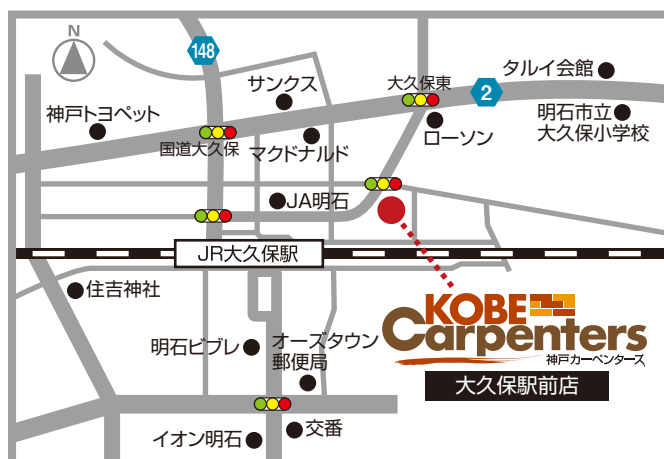 N
148
サンクス
大久保東
タルイ会館
2
神戸トヨペット
国道大久保
マクドナルド
ローソン
明石市立
大久保小学校
JA明石
JR大久保駅
住吉神社
KOBE
Carpenters
神戸カーペンターズ
大久保駅前店
明石ビブレ
オーズタウン
郵便局
イオン明石
交番